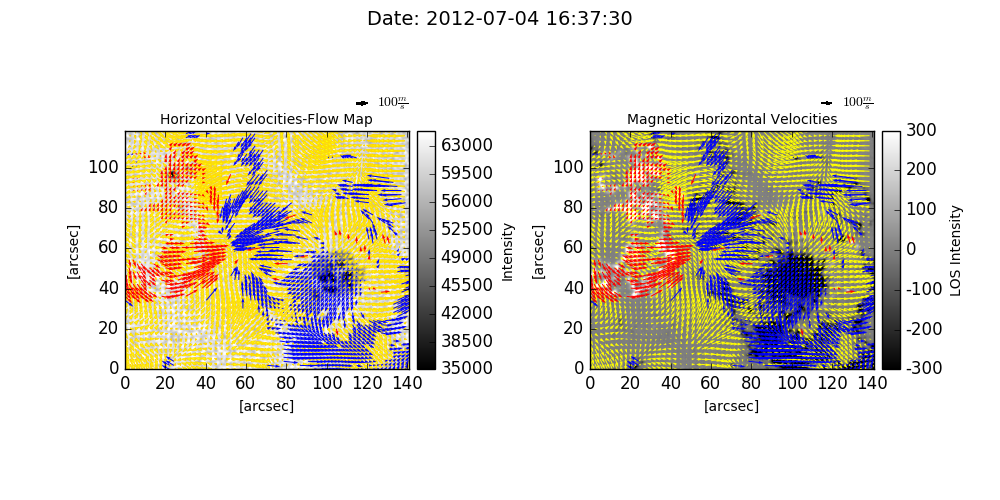 Date: 2012-07-04 16:37:30
100 m/s
100 m/s
Horizontal Velocities-Flow Map
Magnetic Horizontal Velocities
[arcsec]
100
80
60
40
20
0
0 20 40 60 80 100 120 140
[arcsec]
63000
59500
56000
52500
49000
45500
42000
38500
35000
Intensity
[arcsec]
100
80
60
40
20
0
0 20 40 60 80 100 120 140
[arcsec]
300
200
100
0
-100
-200
-300
LOS Intensity